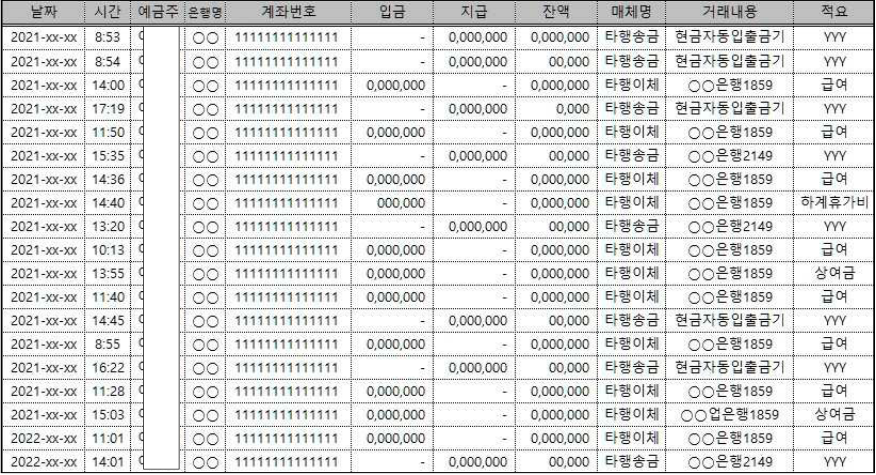 날짜 시간 예금주 은행명 계좌번호 입금 지급 잔액 매체명 거래내용 적요
2021-xx-xx 8:53 ○○ 11111111111111 - 0,000,000 0,000,000 타행송금 현금자동입출금기 YYY
2021-xx-xx 8:54 ○○ 11111111111111 - 0,000,000 00,000 타행송금 현금자동입출금기 YYY
2021-xx-xx 14:00 ○○ 11111111111111 0,000,000 - 0,000,000 타행이체 ○○은행1859 급여
2021-xx-xx 17:19 ○○ 11111111111111 - 0,000,000 0,000 타행송금 현금자동입출금기 YYY
2021-xx-xx 11:50 ○○ 11111111111111 0,000,000 - 0,000,000 타행이체 ○○은행1859 급여
2021-xx-xx 15:35 ○○ 11111111111111 - 0,000,000 00,000 타행송금 ○○은행2149 YYY
2021-xx-xx 14:36 ○○ 11111111111111 0,000,000 - 0,000,000 타행이체 ○○은행1859 급여
2021-xx-xx 14:40 ○○ 11111111111111 000,000 - 0,000,000 타행이체 ○○은행1859 하계휴가비
2021-xx-xx 13:20 ○○ 11111111111111 - 0,000,000 00,000 타행송금 ○○은행2149 YYY
2021-xx-xx 10:13 ○○ 11111111111111 0,000,000 - 0,000,000 타행이체 ○○은행1859 급여
2021-xx-xx 13:55 ○○ 11111111111111 0,000,000 - 0,000,000 타행이체 ○○은행1859 상여금
2021-xx-xx 11:40 ○○ 11111111111111 0,000,000 - 0,000,000 타행이체 ○○은행1859 급여
2021-xx-xx 14:45 ○○ 11111111111111 - 0,000,000 00,000 타행송금 현금자동입출금기 YYY
2021-xx-xx 8:55 ○○ 11111111111111 0,000,000 - 0,000,000 타행이체 ○○은행1859 급여
2021-xx-xx 16:22 ○○ 11111111111111 - 0,000,000 00,000 타행송금 현금자동입출금기 YYY
2021-xx-xx 11:28 ○○ 11111111111111 0,000,000 - 0,000,000 타행이체 ○○은행1859 급여
2021-xx-xx 15:03 ○○ 11111111111111 0,000,000 - 0,000,000 타행이체 ○○업은행1859 상여금
2022-xx-xx 11:01 ○○ 11111111111111 0,000,000 - 0,000,000 타행이체 ○○은행1859 급여
2022-xx-xx 14:01 ○○ 11111111111111 - 0,000,000 00,000 타행송금 ○○은행2149 YYY